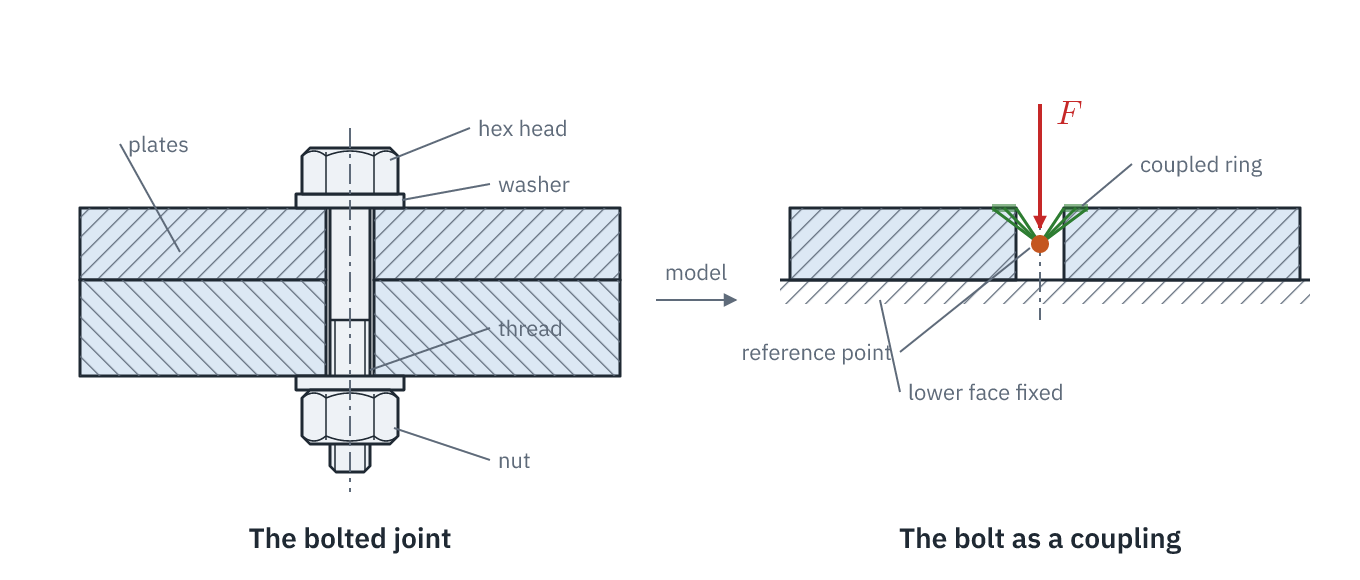 plates
hex head
washer
thread
nut
The bolted joint
model
F
coupled ring
reference point
lower face fixed
The bolt as a coupling